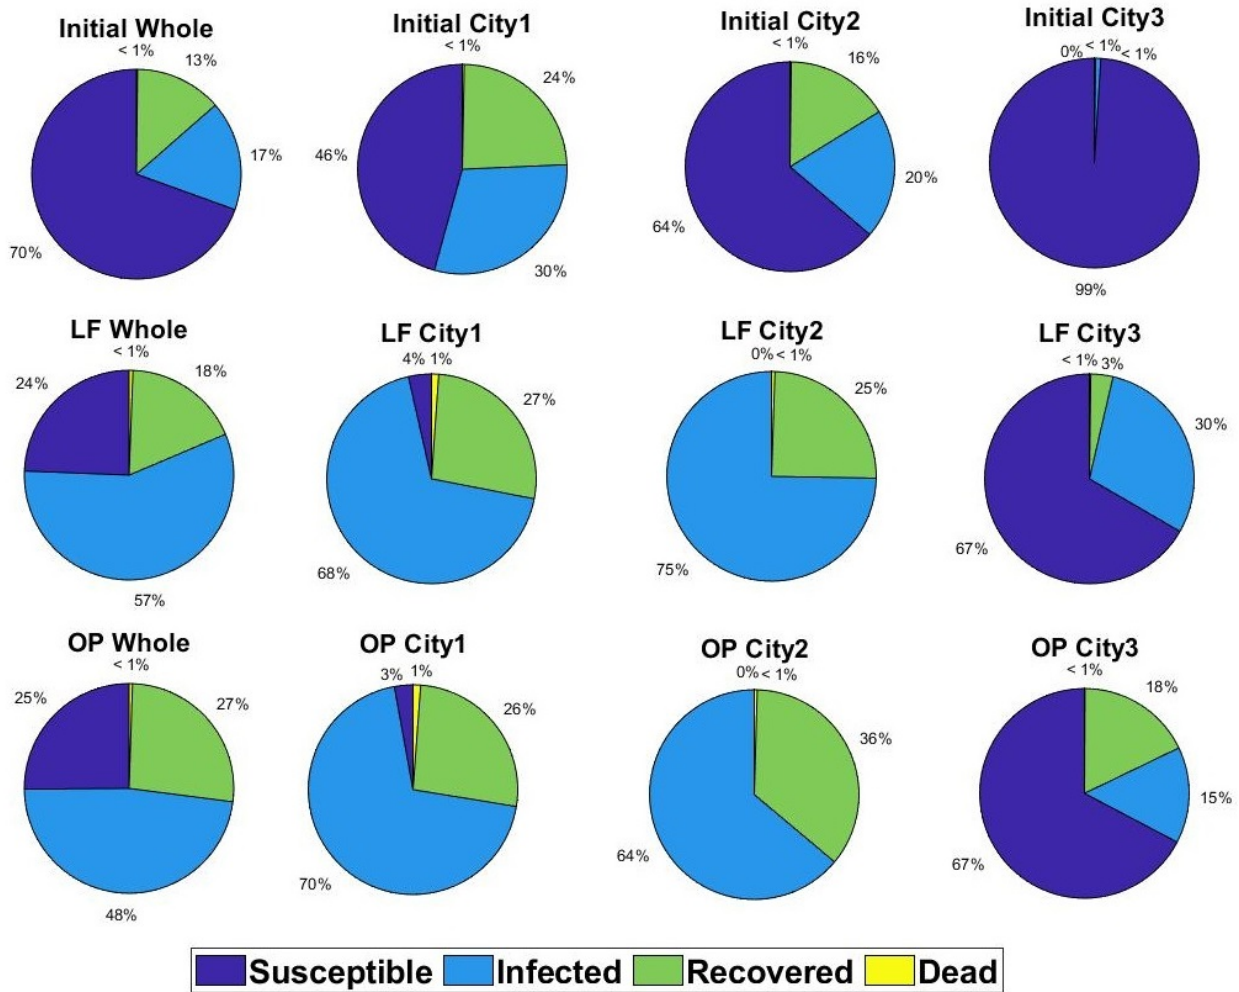 Initial Whole
< 1%
13%
17%
70%
Initial City1
< 1%
24%
46%
30%
Initial City2
< 1%
16%
20%
64%
Initial City3
0% < 1% < 1%
99%
LF Whole
< 1%
24%
18%
57%
LF City1
4% 1%
27%
68%
LF City2
0% < 1%
25%
75%
LF City3
< 1% 3%
30%
67%
OP Whole
< 1%
25%
27%
48%
OP City1
3% 1%
26%
70%
OP City2
0% < 1%
36%
64%
OP City3
< 1%
18%
15%
67%
Susceptible Infected Recovered Dead